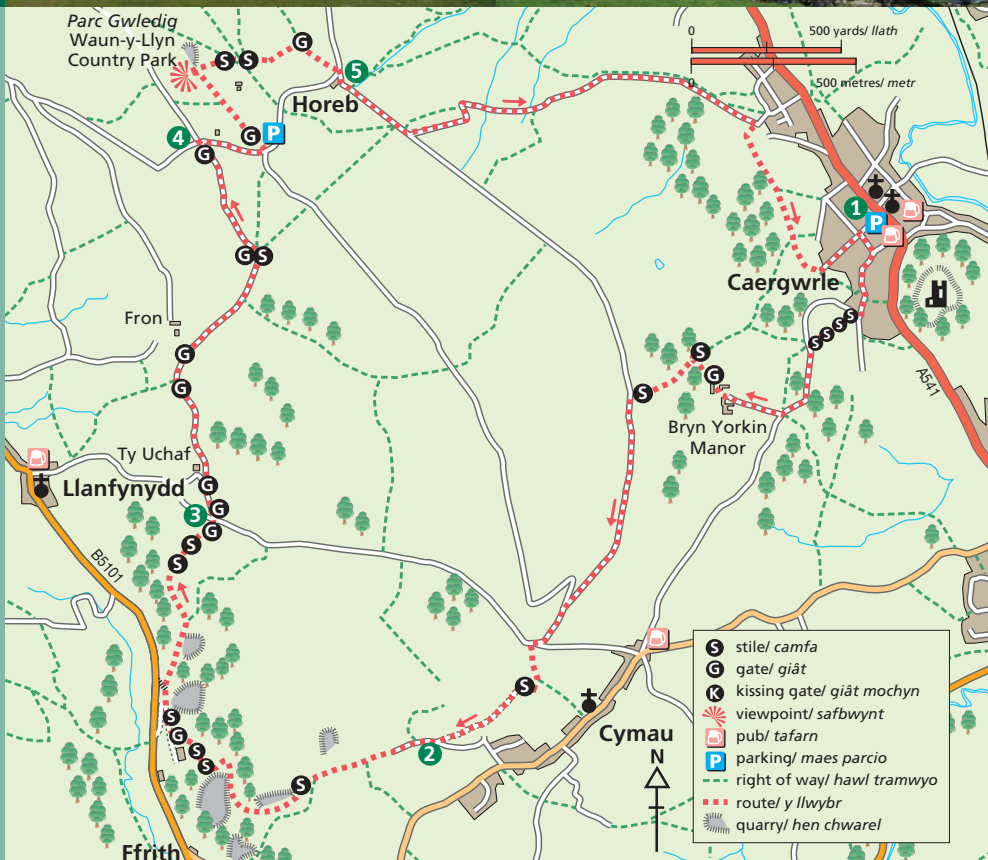 Parc Gwledig
Waun-y-Llyn
Country Park
S S G
5
Horeb
0 500 yards/ llath
0 500 metres/ metr
4
G
G P
1
P
Caergwrle
G S
Fron
G
G
S S S S
A541
S
G
S
Bryn Yorkin
Manor
Ty Uchaf
Llanfynydd
G
G
3
G
S
S
B5101
S
G
S
S
S
S
2
Cymau
N
Ffrith
S stile/ camfa
G gate/ giât
K kissing gate/ giât mochyn
viewpoint/ safbwynt
pub/ tafarn
P parking/ maes parcio
right of way/ hawl tramwyo
route/ y llwybr
quarry/ hen chwarel